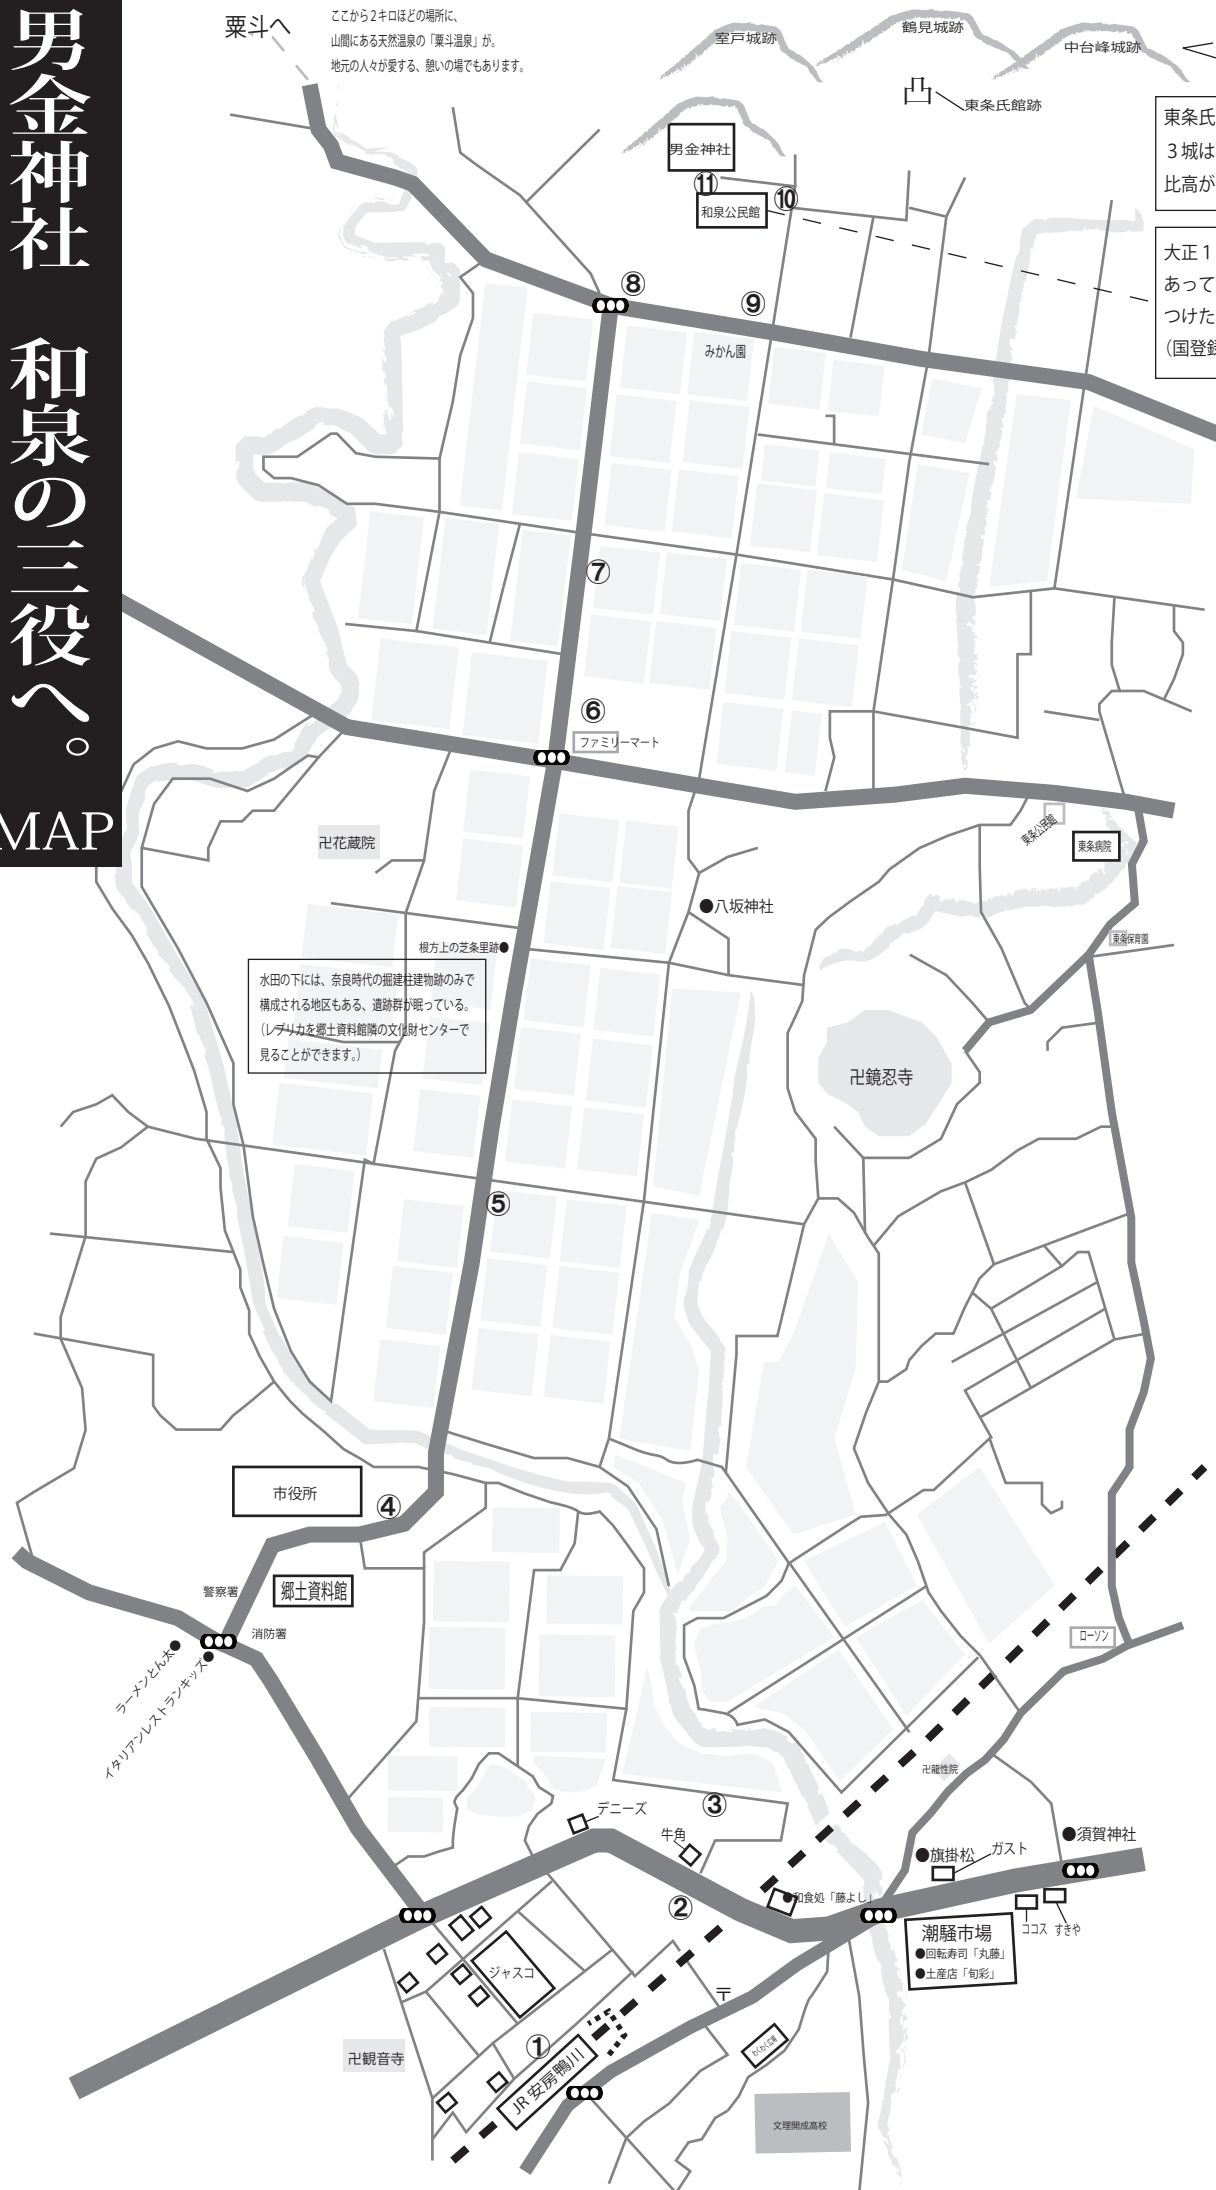 男金神社　和泉の三役へ。
MAP
粟斗へ
ここから２キロほどの場所に、
山間にある天然温泉の「粟斗温泉」が。
地元の人々が愛する、憩いの場でもあります。
室戸城跡
鶴見城跡
中台峰城跡
凸
東条氏館跡
東条氏
３城は
比高が
男金神社
⑪
⑩
和泉公民館
大正１
あって
つけた
（国登録
⑧
⑨
みかん園
⑦
⑥
ファミリーマート
卍花蔵院
東条公民館
東条病院
●八坂神社
東条保育園
根方上の芝条里跡●
水田の下には、奈良時代の掘建柱建物跡のみで
構成される地区もある、遺跡群が眠っている。
（レプリカを郷土資料館隣の文化財センターで
見ることができます。）
卍鏡忍寺
⑤
市役所
④
警察署
郷土資料館
消防署
ラーメンとん太●
イタリアンレストランキッズ●
ローソン
卍龍性院
デニーズ
③
牛角
●須賀神社
●旗掛松
ガスト
②
●和食処「藤よし」
ココス
すきや
潮騒市場
●回転寿司「丸藤」
●土産店「旬彩」
ジャスコ
〒
①
わくわく広場
卍観音寺
JR 安房鴨川
文理開成高校